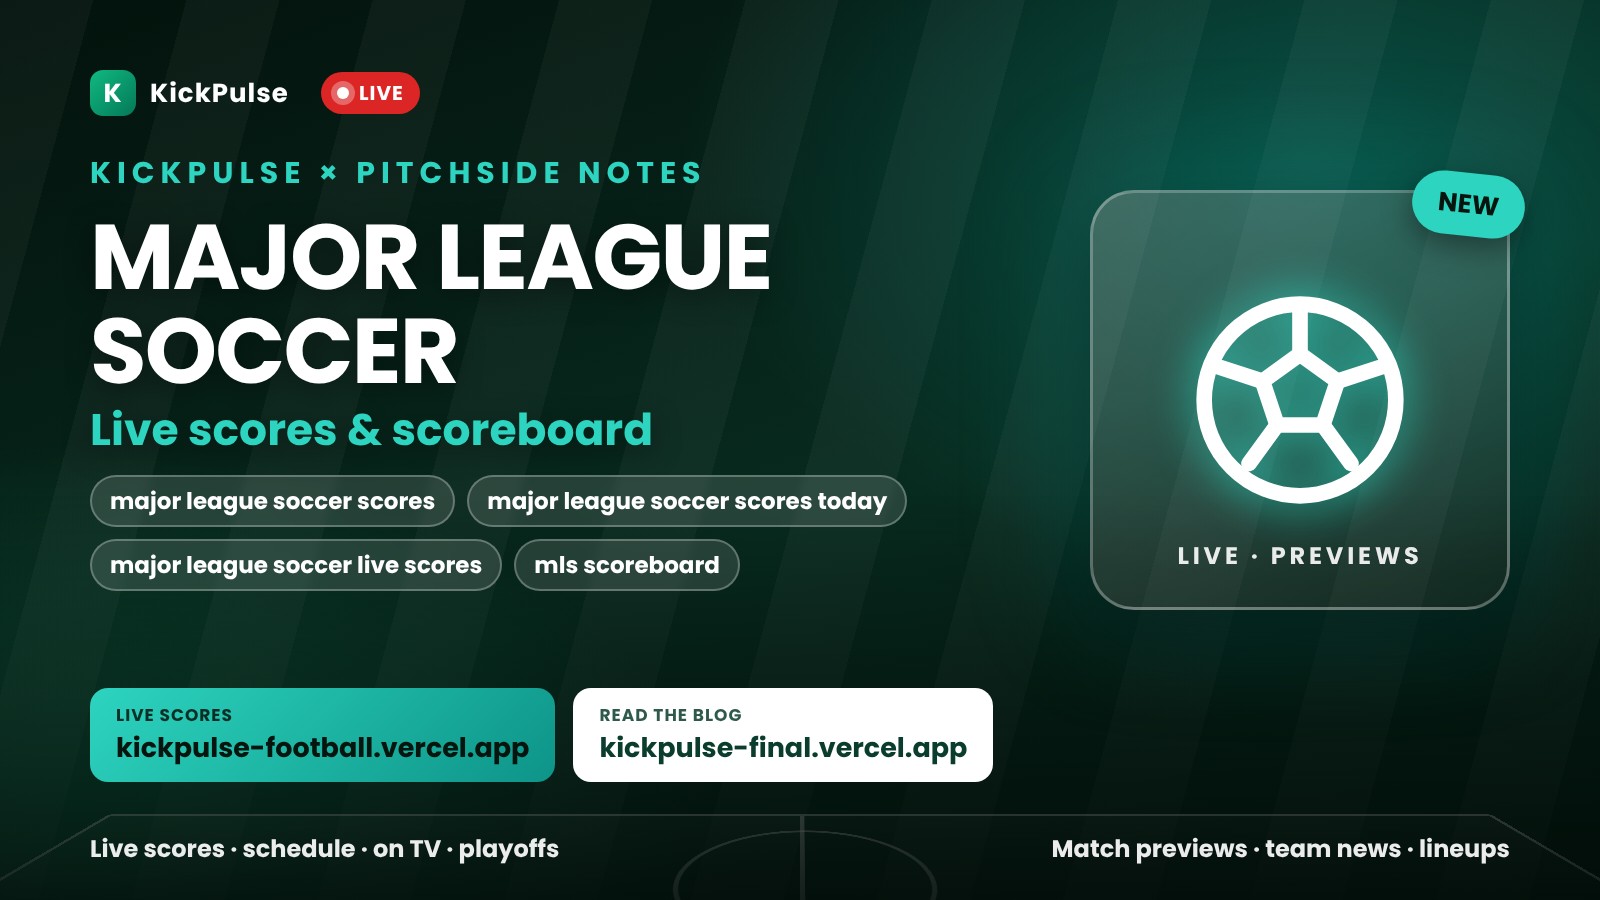 K KickPulse LIVE
KICKPULSE × PITCHSIDE NOTES
MAJOR LEAGUE
SOCCER
Live scores & scoreboard
major league soccer scores major league soccer scores today
major league soccer live scores mls scoreboard
NEW
LIVE · PREVIEWS
LIVE SCORES
kickpulse-football.vercel.app
READ THE BLOG
kickpulse-final.vercel.app
Live scores · schedule · on TV · playoffs
Match previews · team news · lineups